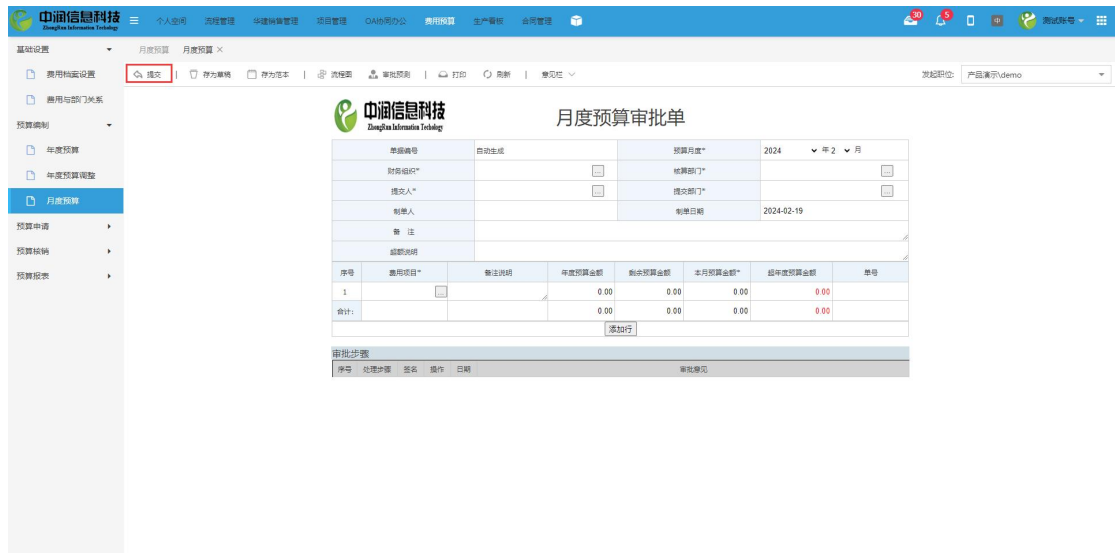 中润信息科技 人人空间 流程管理 华建销售管理 项目管理 OA协同办公 费用预算 生产看板 合同管理 30 5 中 测试账号
ZhongRun Information Techology
基础设置 月度预算 月度预算 ×
费用档案设置 提交 | 存为草稿 存为范本 | 流程图 审批预测 | 打印 刷新 | 意见栏 发起职位: 产品演示\demo
费用与部门关系
预算编制
年度预算
年度预算调整
月度预算
预算申请
预算核销
预算报表
中润信息科技
ZhongRun Information Techology
月度预算审批单
单据编号 自动生成 预算月度* 2024 年 2 月
财务组织* ... 核算部门* ...
提交人* ... 提交部门* ...
制单人 制单日期 2024-02-19
备 注
超额说明
序号 费用项目* 备注说明 年度预算金额 剩余预算金额 本月预算金额* 超年度预算金额 单号
1 ... 0.00 0.00 0.00 0.00
合计: 0.00 0.00 0.00 0.00
添加行
审批步骤
序号 处理步骤 签名 操作 日期 审批意见